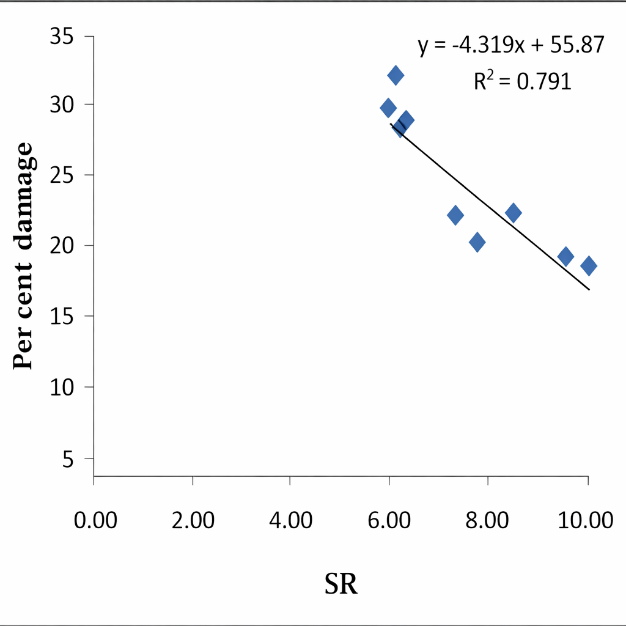 y = -4.319x + 55.87
R² = 0.791
35
30
25
20
15
10
5
Per cent dannage
0.00 2.00 4.00 6.00 8.00 10.00
SR